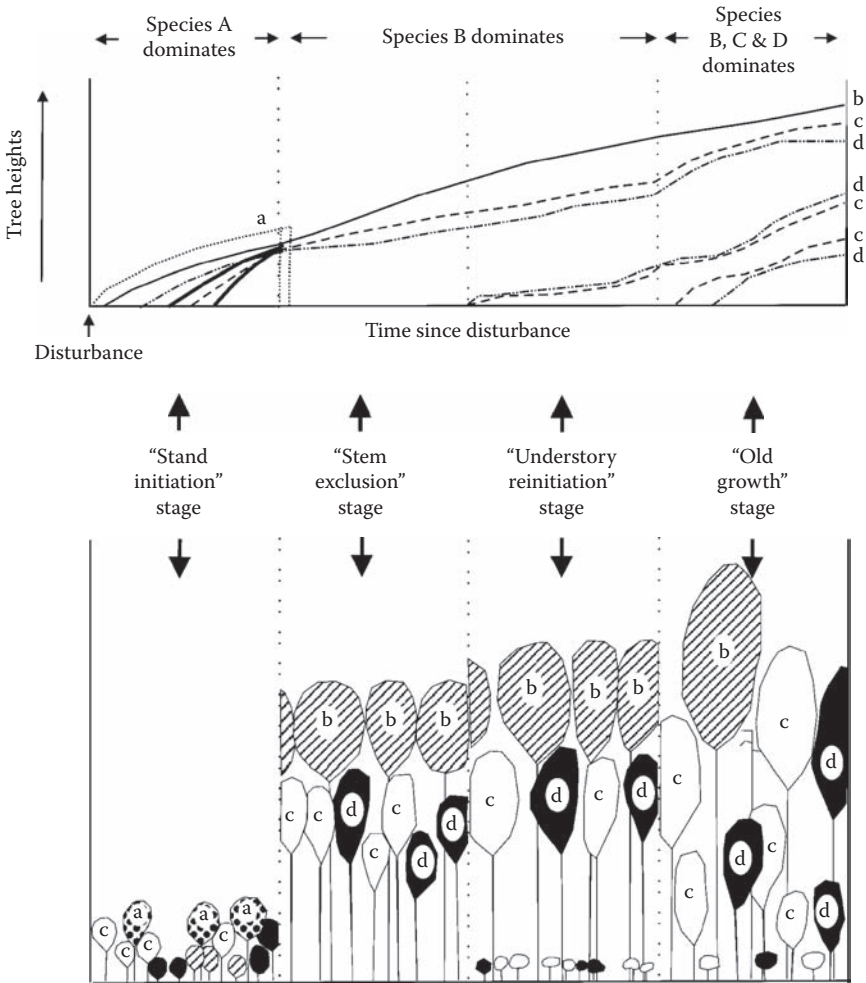 Species A
dominates
Species B dominates
Species
B, C & D
dominates
Tree heights
a
b
c
d
d
c
c
d
Time since disturbance
Disturbance
“Stand
initiation”
stage
“Stem
exclusion”
stage
“Understory
reinitiation”
stage
“Old
growth”
stage
b
b b b b b b
c
c
d
c c d c c d d
c d c d
c d
c d
a a a
c c c c
c d